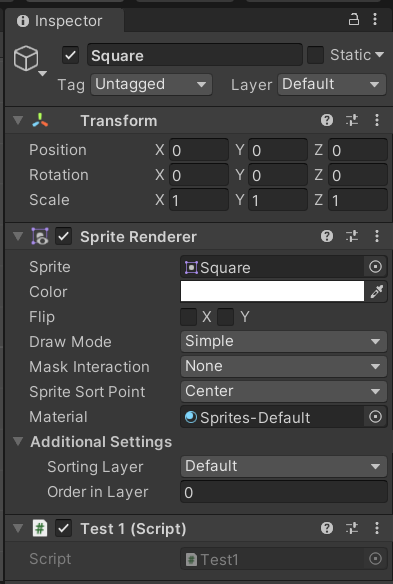 Inspector
Square Static
Tag Untagged Layer Default
Transform
Position X 0 Y 0 Z 0
Rotation X 0 Y 0 Z 0
Scale X 1 Y 1 Z 1
Sprite Renderer
Sprite Square
Color
Flip X Y
Draw Mode Simple
Mask Interaction None
Sprite Sort Point Center
Material Sprites-Default
Additional Settings
Sorting Layer Default
Order in Layer 0
# Test 1 (Script)
Script # Test1